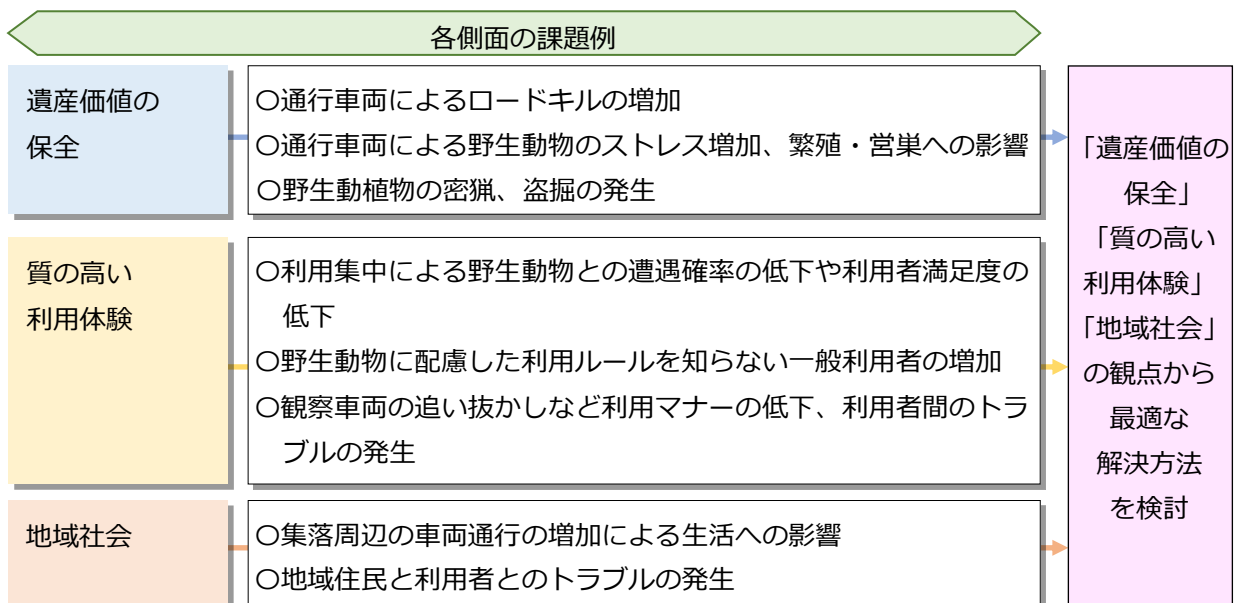 各側面の課題例
遺産価値の
保全
〇通行車両によるロードキルの増加
〇通行車両による野生動物のストレス増加、繁殖・営巣への影響
〇野生動植物の密猟、盗掘の発生
質の高い
利用体験
〇利用集中による野生動物との遭遇確率の低下や利用者満足度の
低下
〇野生動物に配慮した利用ルールを知らない一般利用者の増加
〇観察車両の追い抜かしなど利用マナーの低下、利用者間のトラ
ブルの発生
地域社会
〇集落周辺の車両通行の増加による生活への影響
〇地域住民と利用者とのトラブルの発生
「遺産価値の
保全」
「質の高い
利用体験」
「地域社会」
の観点から
最適な
解決方法
を検討